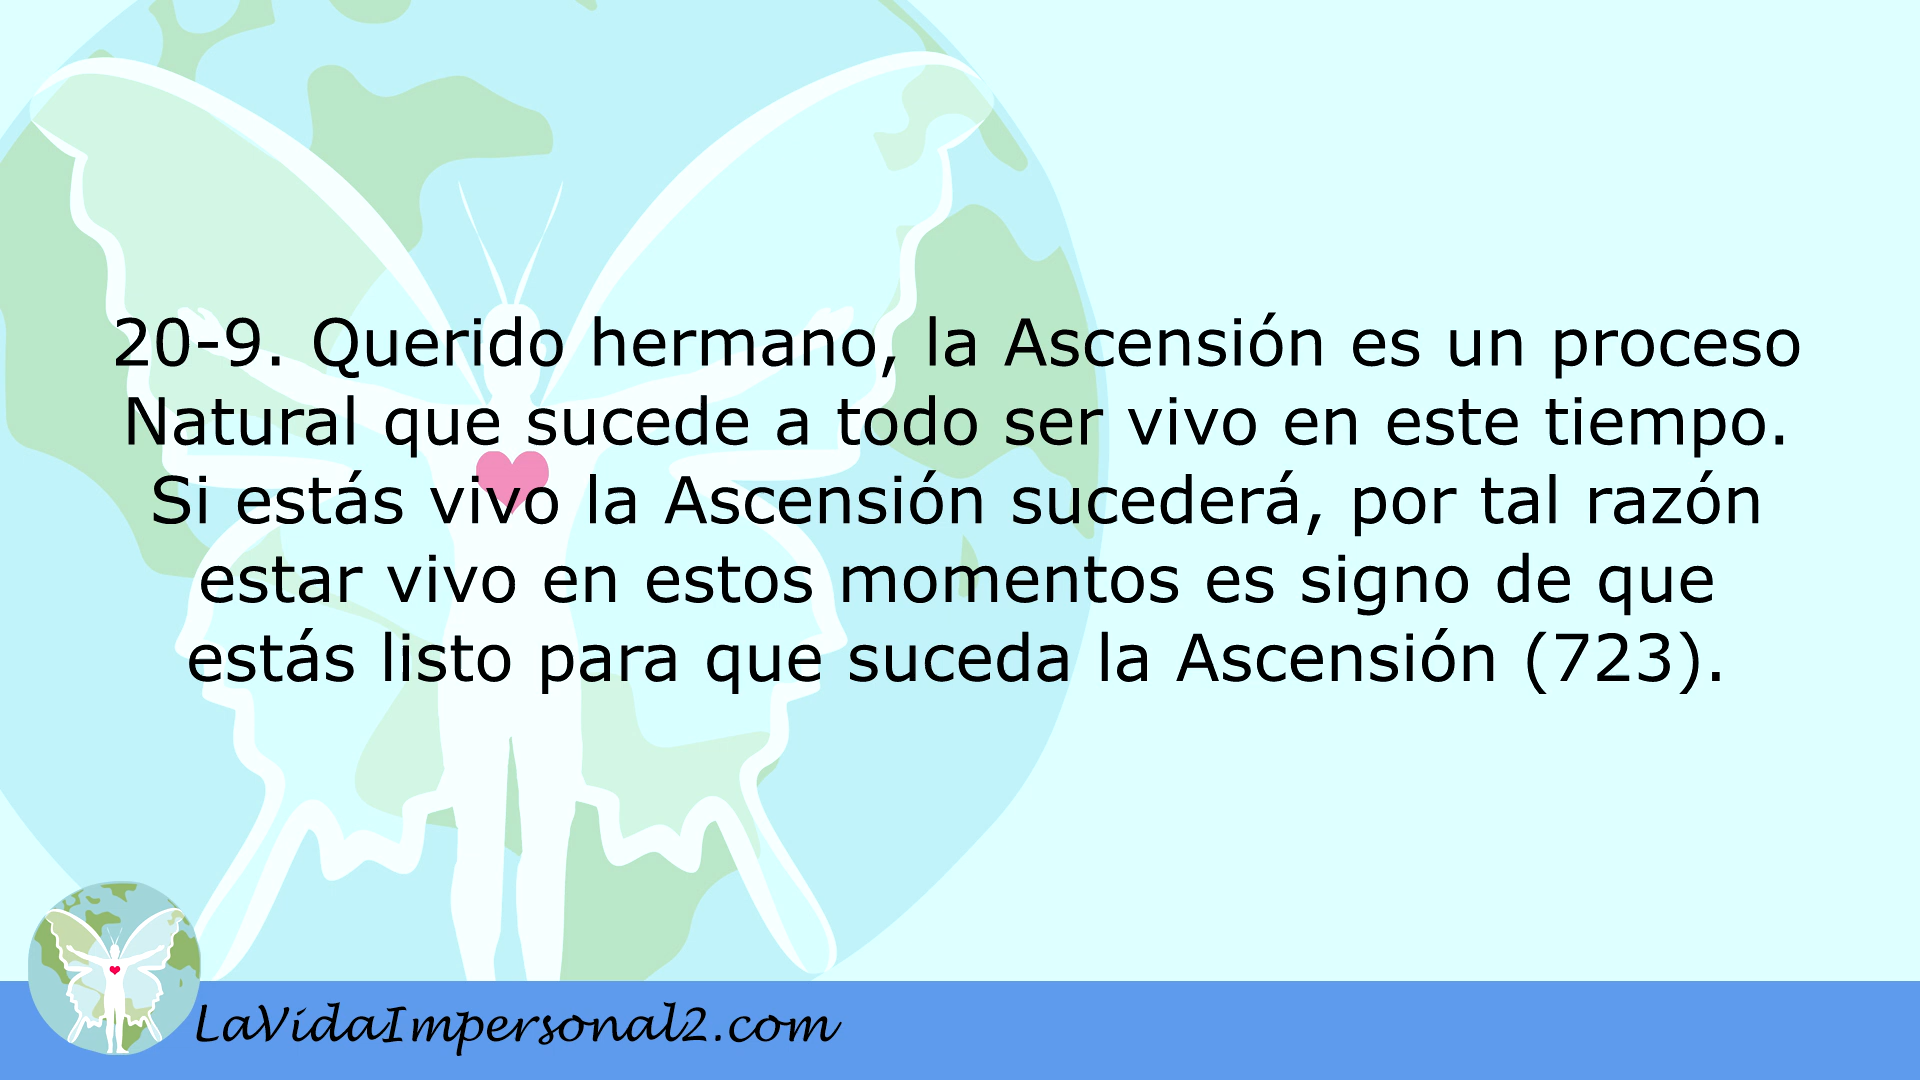 20-9. Querido hermano, la Ascensión es un proceso
Natural que sucede a todo ser vivo en este tiempo.
Si estás vivo la Ascensión sucederá, por tal razón
estar vivo en estos momentos es signo de que
estás listo para que suceda la Ascensión (723).
LaVidaImpersonal2.com